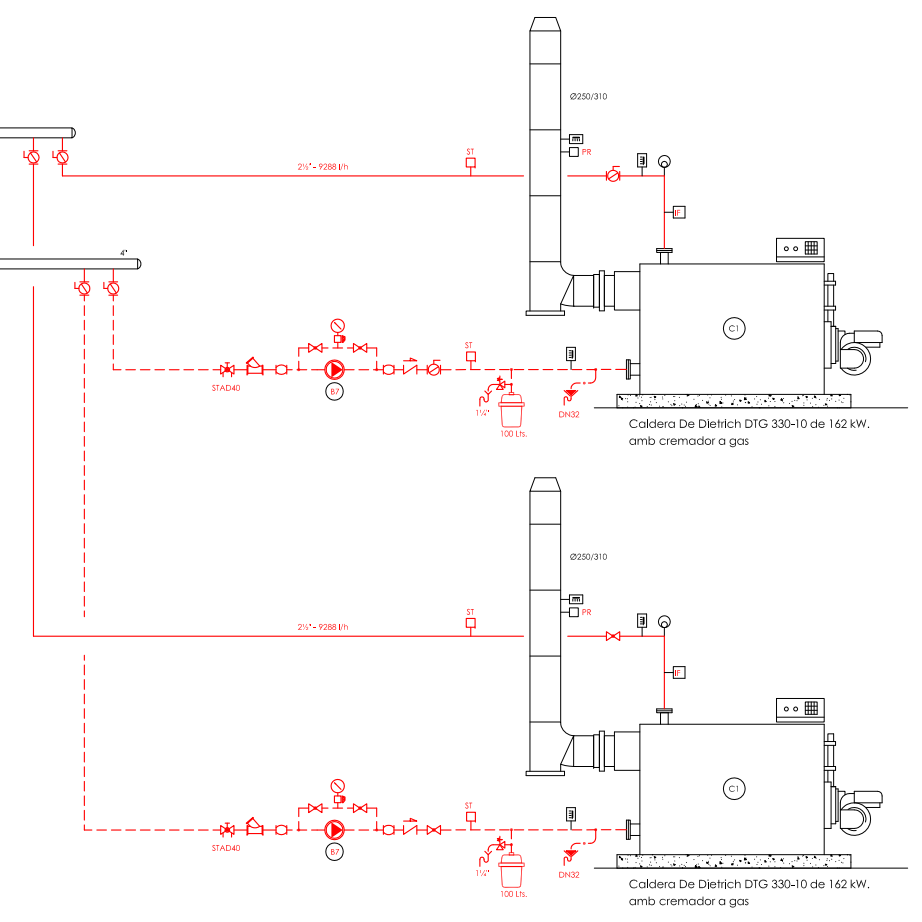 Ø250/310
PR
ST
2½" - 9288 l/h
IF
4"
C1
ST
STAD40
B7
1¼"
100 Lts.
DN32
Caldera De Dietrich DTG 330-10 de 162 kW.
amb cremador a gas
Ø250/310
PR
ST
2½" - 9288 l/h
IF
C1
ST
STAD40
B7
1¼"
100 Lts.
DN32
Caldera De Dietrich DTG 330-10 de 162 kW.
amb cremador a gas